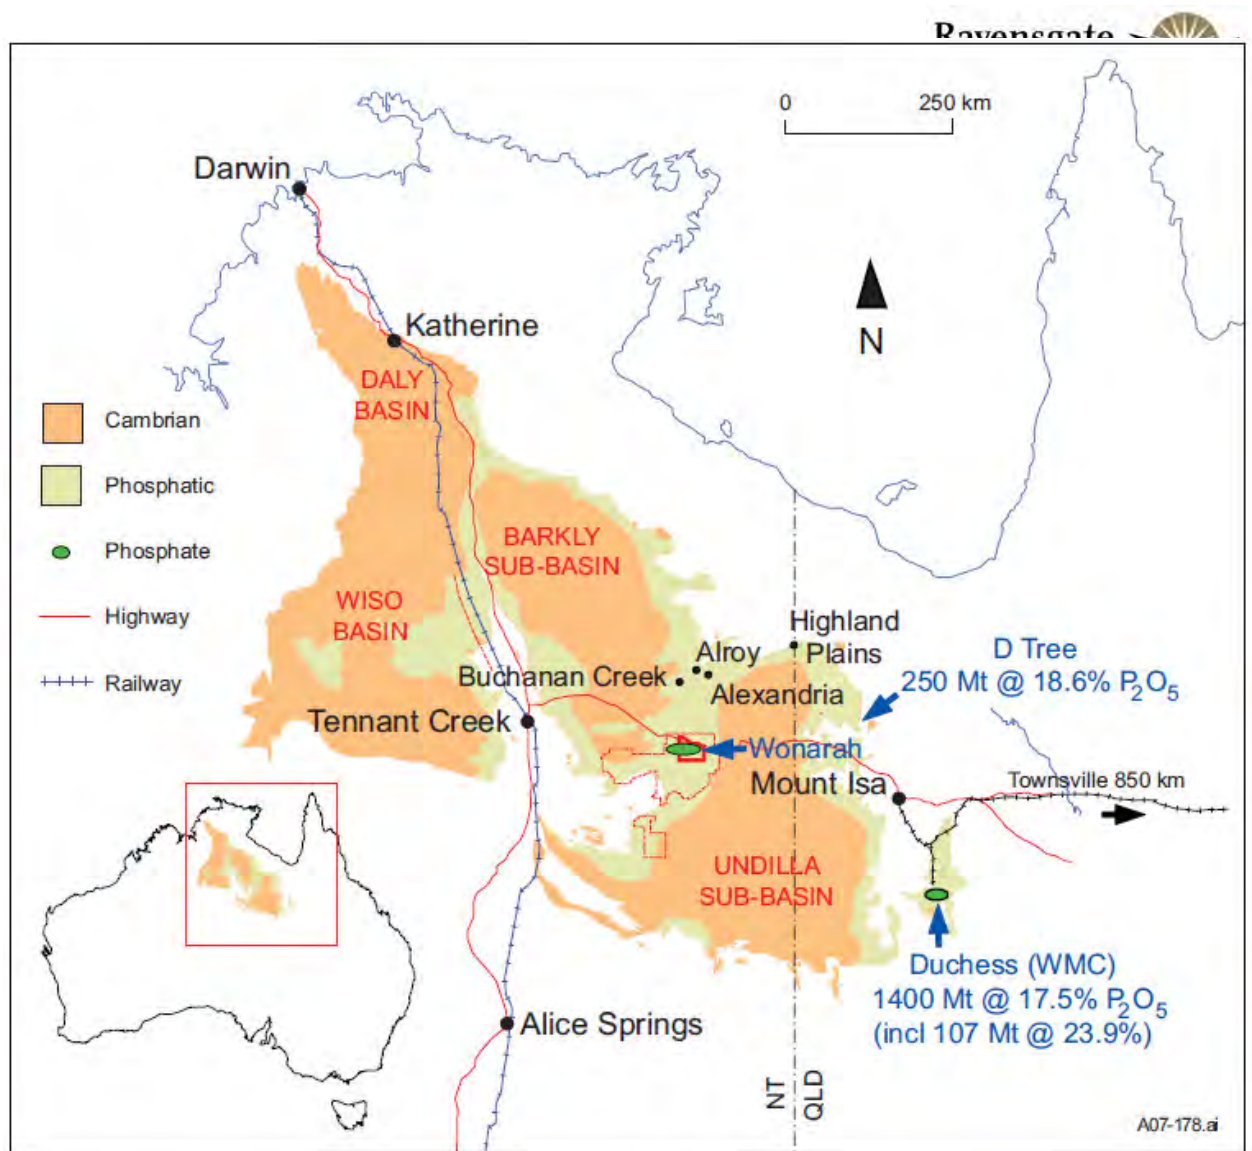 Ravensgate
0 250 km
Darwin
N
Katherine
DALY
BASIN
Cambrian
Phosphatic
BARKLY
SUB-BASIN
Phosphate
WISO
BASIN
Highway
Highland
Plains
Alroy
D Tree
250 Mt @ 18.6% P2O5
Buchanan Creek
Alexandria
Railway
Tennant Creek
Wonarah
Mount Isa
Townsville 850 km
UNDILLA
SUB-BASIN
Duchess (WMC)
1400 Mt @ 17.5% P2O5
(incl 107 Mt @ 23.9%)
Alice Springs
NT
QLD
A07-178.ai